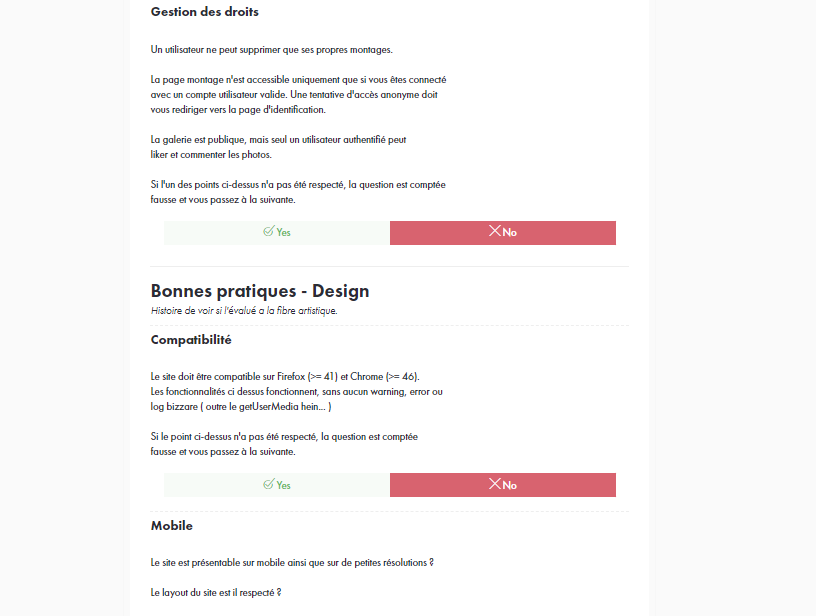 Gestion des droits
Un utilisateur ne peut supprimer que ses propres montages.
La page montage n'est accessible uniquement que si vous êtes connecté
avec un compte utilisateur valide. Une tentative d'accès anonyme doit
vous rediriger vers la page d'identification.
La galerie est publique, mais seul un utilisateur authentifié peut
liker et commenter les photos.
Si l'un des points ci-dessus n'a pas été respecté, la question est comptée
fausse et vous passez à la suivante.
Yes No
Bonnes pratiques - Design
Histoire de voir si l'évalué a la fibre artistique.
Compatibilité
Le site doit être compatible sur Firefox (>= 41) et Chrome (>= 46).
Les fonctionnalités ci dessus fonctionnent, sans aucun warning, error ou
log bizzare ( outre le getUserMedia hein... )
Si le point ci-dessus n'a pas été respecté, la question est comptée
fausse et vous passez à la suivante.
Yes No
Mobile
Le site est présentable sur mobile ainsi que sur de petites résolutions ?
Le layout du site est il respecté ?